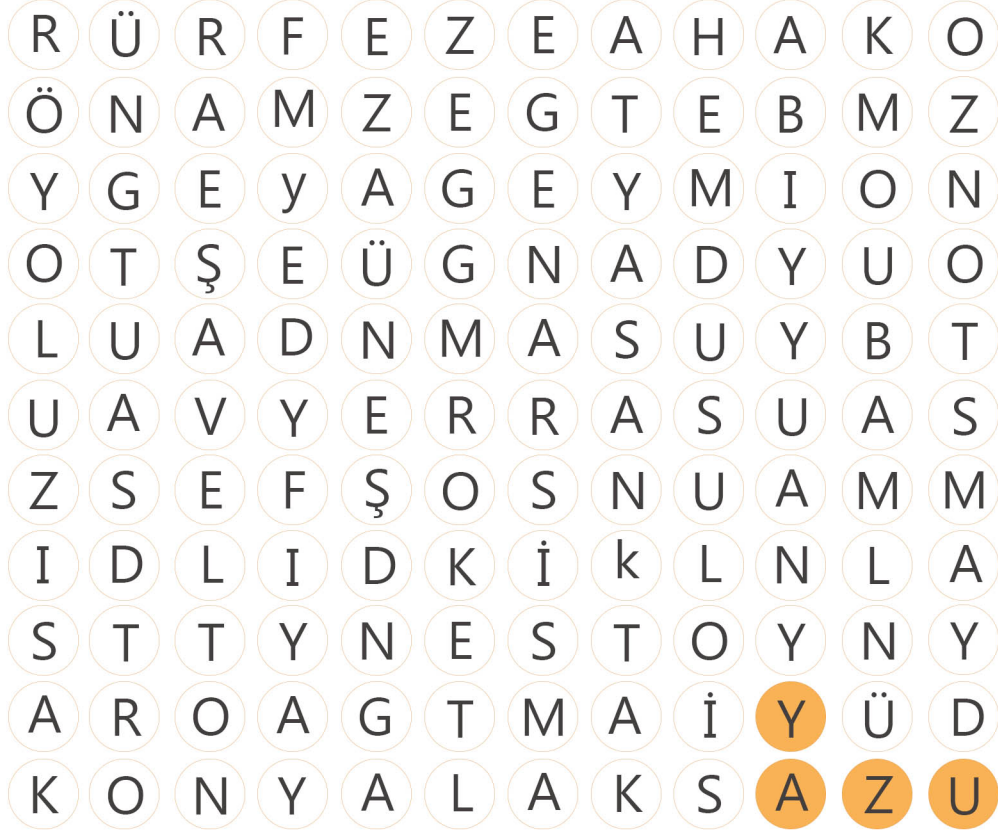 R Ü R F E Z E A H A K O
Ö N A M Z E G T E B M Z
Y G E y A G E Y M I O N
O T Ş E Ü G N A D Y U O
L U A D N M A S U Y B T
U A V Y E R R A S U A S
Z S E F Ş O S N U A M M
I D L I D K İ k L N L A
S T T Y N E S T O Y N Y
A R O A G T M A İ Y Ü D
K O N Y A L A K S A Z U